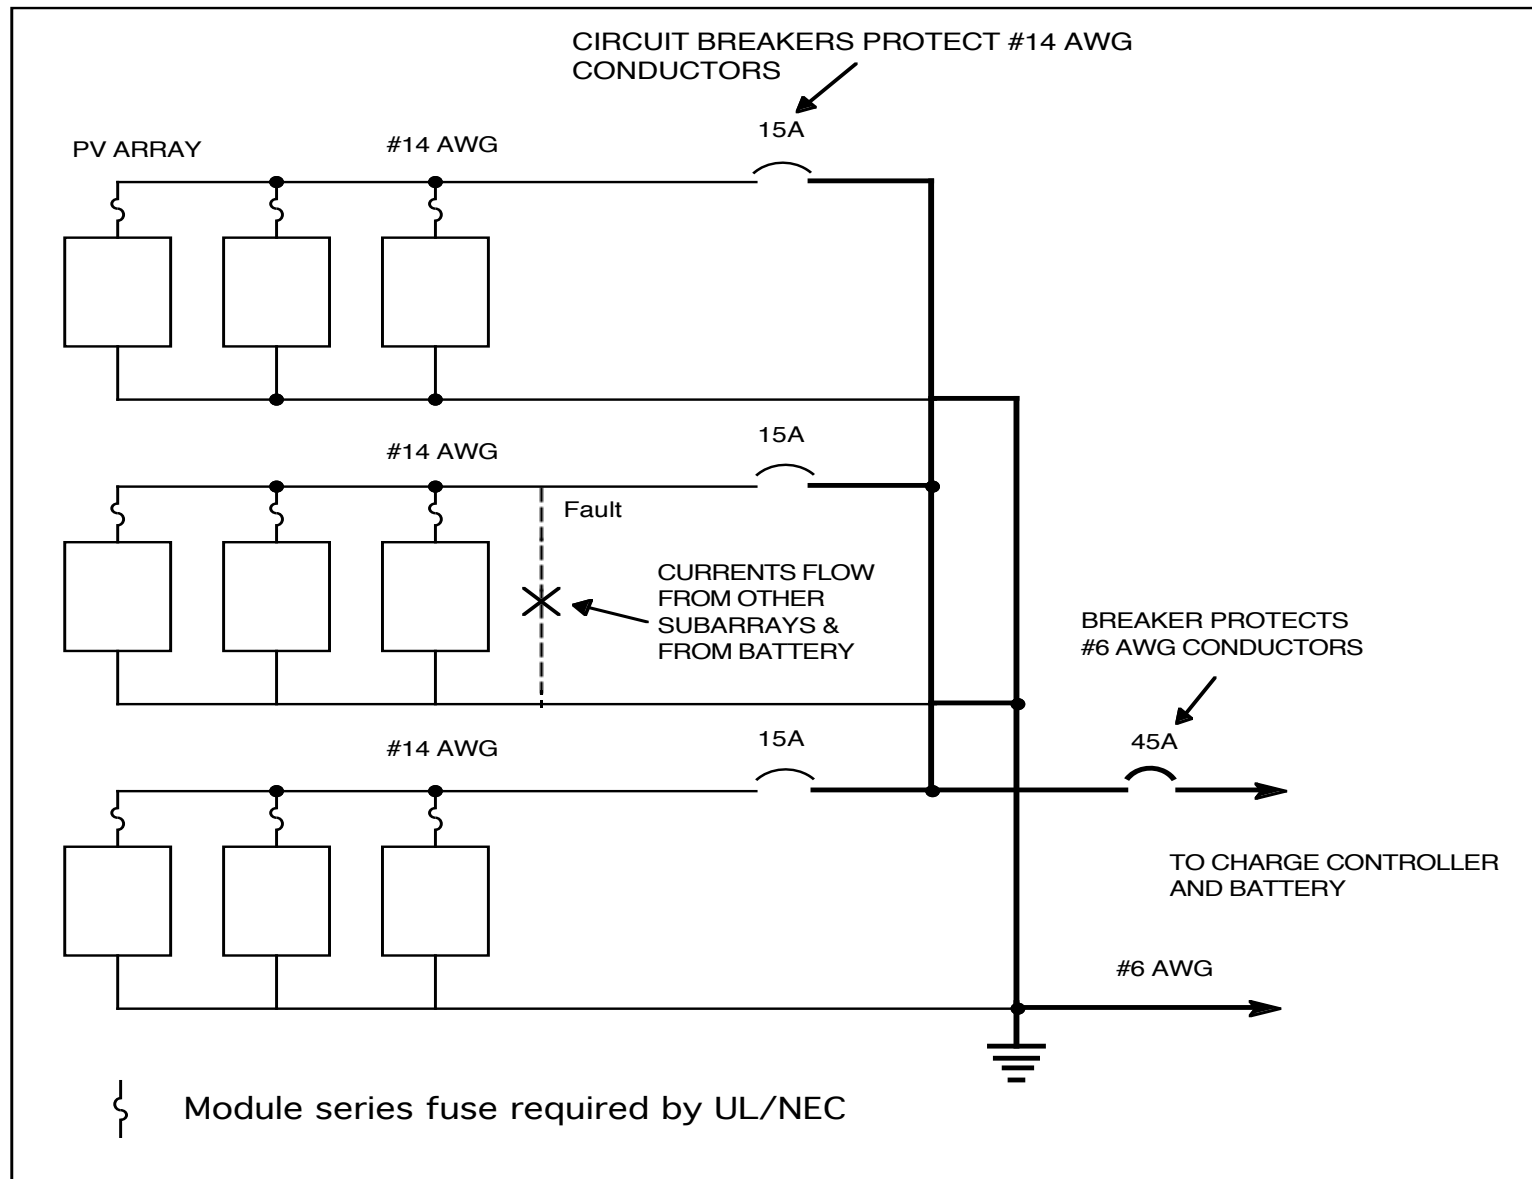 CIRCUIT BREAKERS PROTECT #14 AWG
CONDUCTORS
15A
PV ARRAY
#14 AWG
#14 AWG
15A
Fault
CURRENTS FLOW
FROM OTHER
SUBARRAYS &
FROM BATTERY
BREAKER PROTECTS
#6 AWG CONDUCTORS
#14 AWG
15A
45A
TO CHARGE CONTROLLER
AND BATTERY
#6 AWG
Module series fuse required by UL/NEC